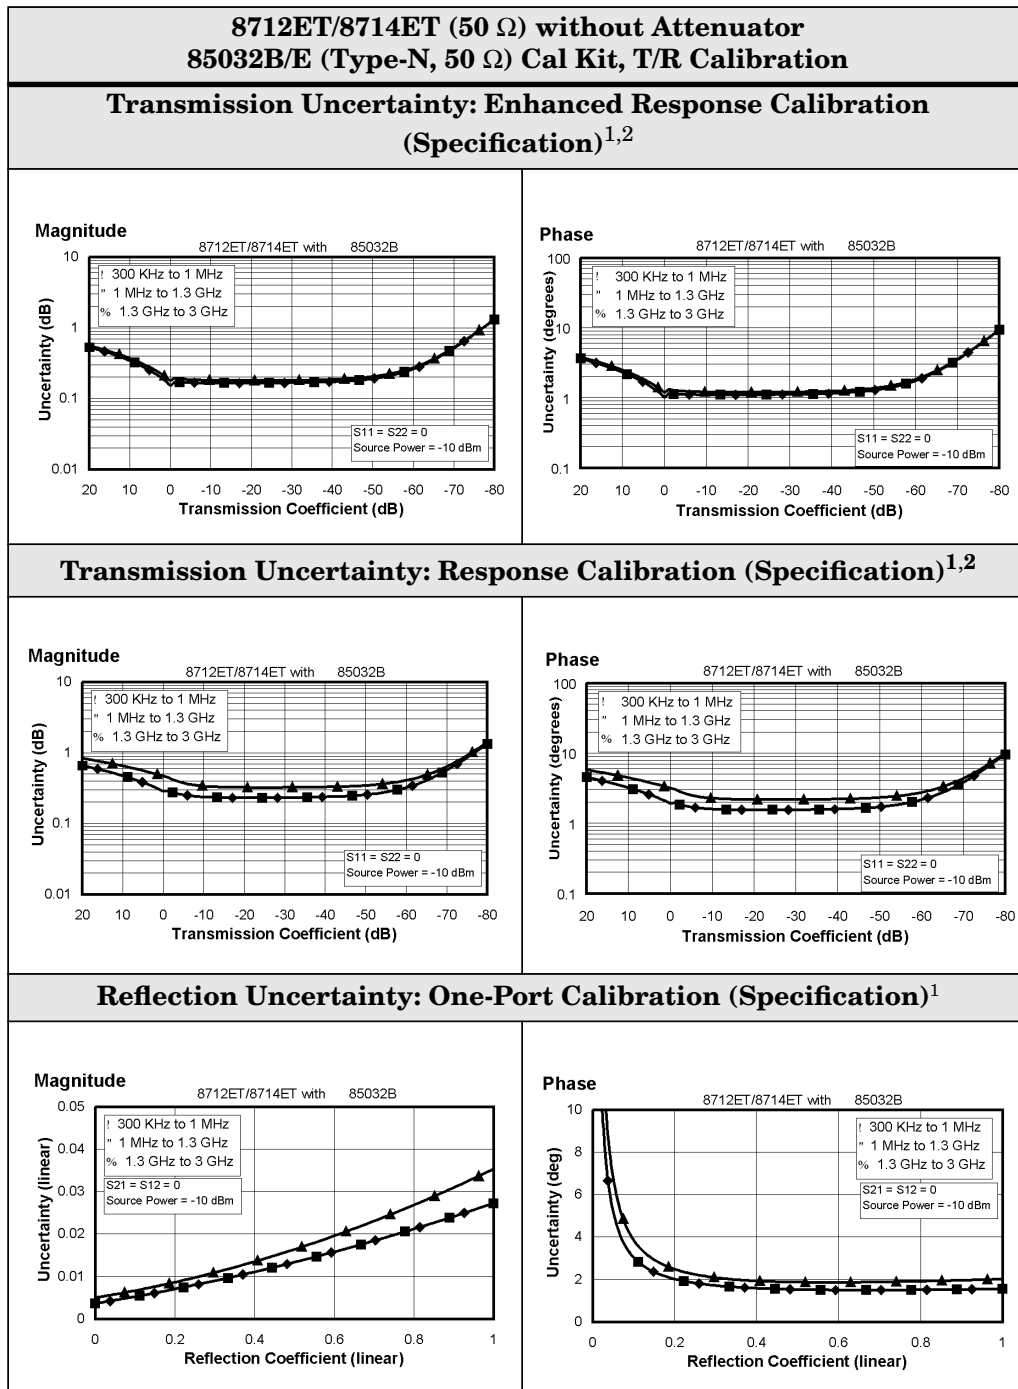 8712ET/8714ET (50 Ω) without Attenuator
85032B/E (Type-N, 50 Ω) Cal Kit, T/R Calibration
Transmission Uncertainty: Enhanced Response Calibration
(Specification)1,2
Magnitude
8712ET/8714ET with 85032B
10
1
0.1
0.01
Uncertainty (dB)
! 300 KHz to 1 MHz
" 1 MHz to 1.3 GHz
% 1.3 GHz to 3 GHz
S11 = S22 = 0
Source Power = -10 dBm
20 10 0 -10 -20 -30 -40 -50 -60 -70 -80
Transmission Coefficient (dB)
Phase
8712ET/8714ET with 85032B
100
10
1
0.1
Uncertainty (degrees)
! 300 KHz to 1 MHz
" 1 MHz to 1.3 GHz
% 1.3 GHz to 3 GHz
S11 = S22 = 0
Source Power = -10 dBm
20 10 0 -10 -20 -30 -40 -50 -60 -70 -80
Transmission Coefficient (dB)
Transmission Uncertainty: Response Calibration (Specification)1,2
Magnitude
8712ET/8714ET with 85032B
10
1
0.1
0.01
Uncertainty (dB)
! 300 KHz to 1 MHz
" 1 MHz to 1.3 GHz
% 1.3 GHz to 3 GHz
S11 = S22 = 0
Source Power = -10 dBm
20 10 0 -10 -20 -30 -40 -50 -60 -70 -80
Transmission Coefficient (dB)
Phase
8712ET/8714ET with 85032B
100
10
1
0.1
Uncertainty (degrees)
! 300 KHz to 1 MHz
" 1 MHz to 1.3 GHz
% 1.3 GHz to 3 GHz
S11 = S22 = 0
Source Power = -10 dBm
20 10 0 -10 -20 -30 -40 -50 -60 -70 -80
Transmission Coefficient (dB)
Reflection Uncertainty: One-Port Calibration (Specification)1
Magnitude
8712ET/8714ET with 85032B
0.05
0.04
0.03
0.02
0.01
0
Uncertainty (linear)
! 300 KHz to 1 MHz
" 1 MHz to 1.3 GHz
% 1.3 GHz to 3 GHz
S21 = S12 = 0
Source Power = -10 dBm
0 0.2 0.4 0.6 0.8 1
Reflection Coefficient (linear)
Phase
8712ET/8714ET with 85032B
10
8
6
4
2
0
Uncertainty (deg)
! 300 KHz to 1 MHz
" 1 MHz to 1.3 GHz
% 1.3 GHz to 3 GHz
S21 = S12 = 0
Source Power = -10 dBm
0 0.2 0.4 0.6 0.8 1
Reflection Coefficient (linear)